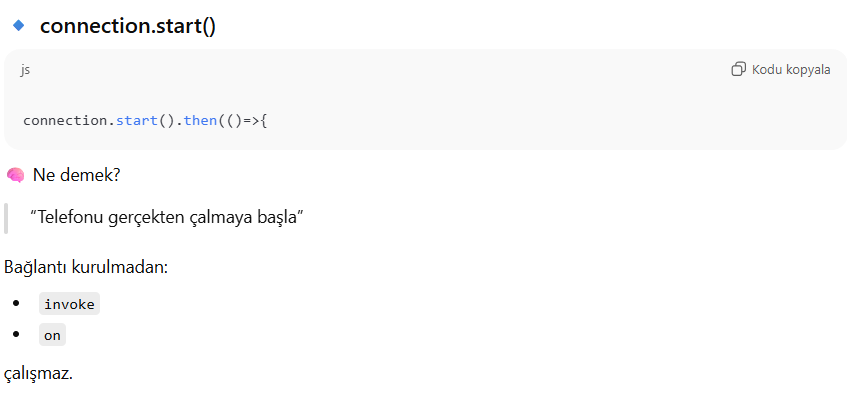 connection.start()
js
Kodu kopyala
connection.start().then(()=>{
Ne demek?
“Telefonu gerçekten çalmaya başla”
Bağlantı kurulmadan:
invoke
on
çalışmaz.